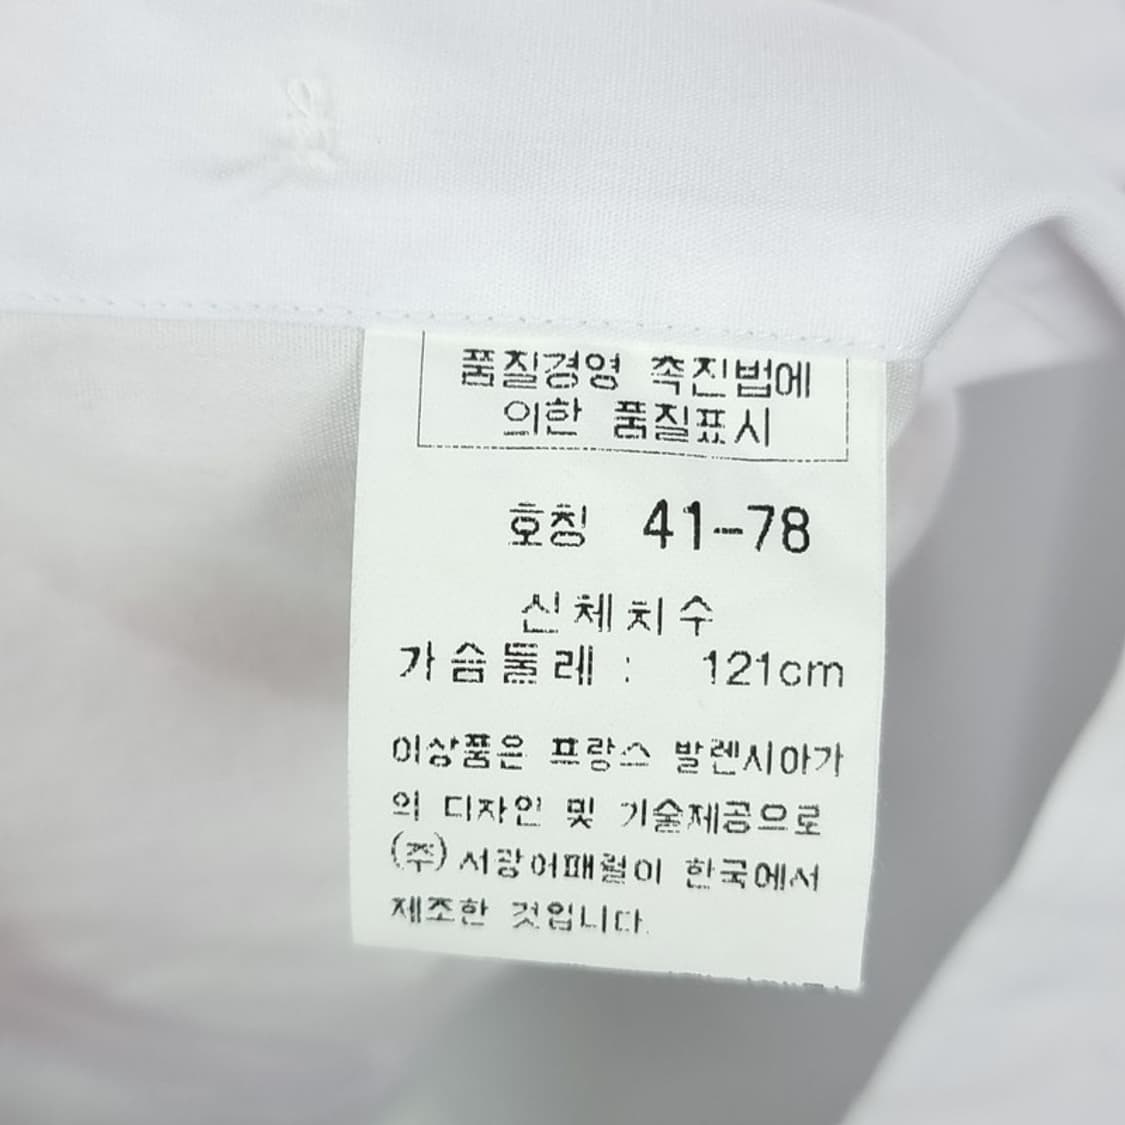 품질경영 촉진법에
의한 품질표시
호칭 41-78
신체치수
가슴둘레 : 121cm
이상품은 프랑스 발렌시아가
의 디자인 및 기술제공으로
(주) 서광어패럴이 한국에서
제조한 것입니다.